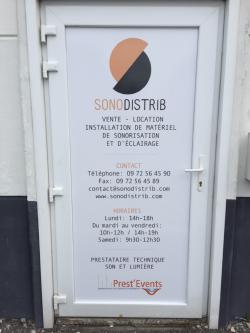 SONODISTRIB
VENTE - LOCATION
INSTALLATION DE MATÉRIEL
DE SONORISATION
ET D'ÉCLAIRAGE
CONTACT
Téléphone: 09 72 56 45 90
Fax: 09 72 56 45 89
contact@sonodistrib.com
www.sonodistrib.com
HORAIRES
Lundi: 14h-18h
Du mardi au vendredi:
10h-12h / 14h-19h
Samedi: 9h30-12h30
PRESTATAIRE TECHNIQUE
SON ET LUMIÈRE
Prest'Events